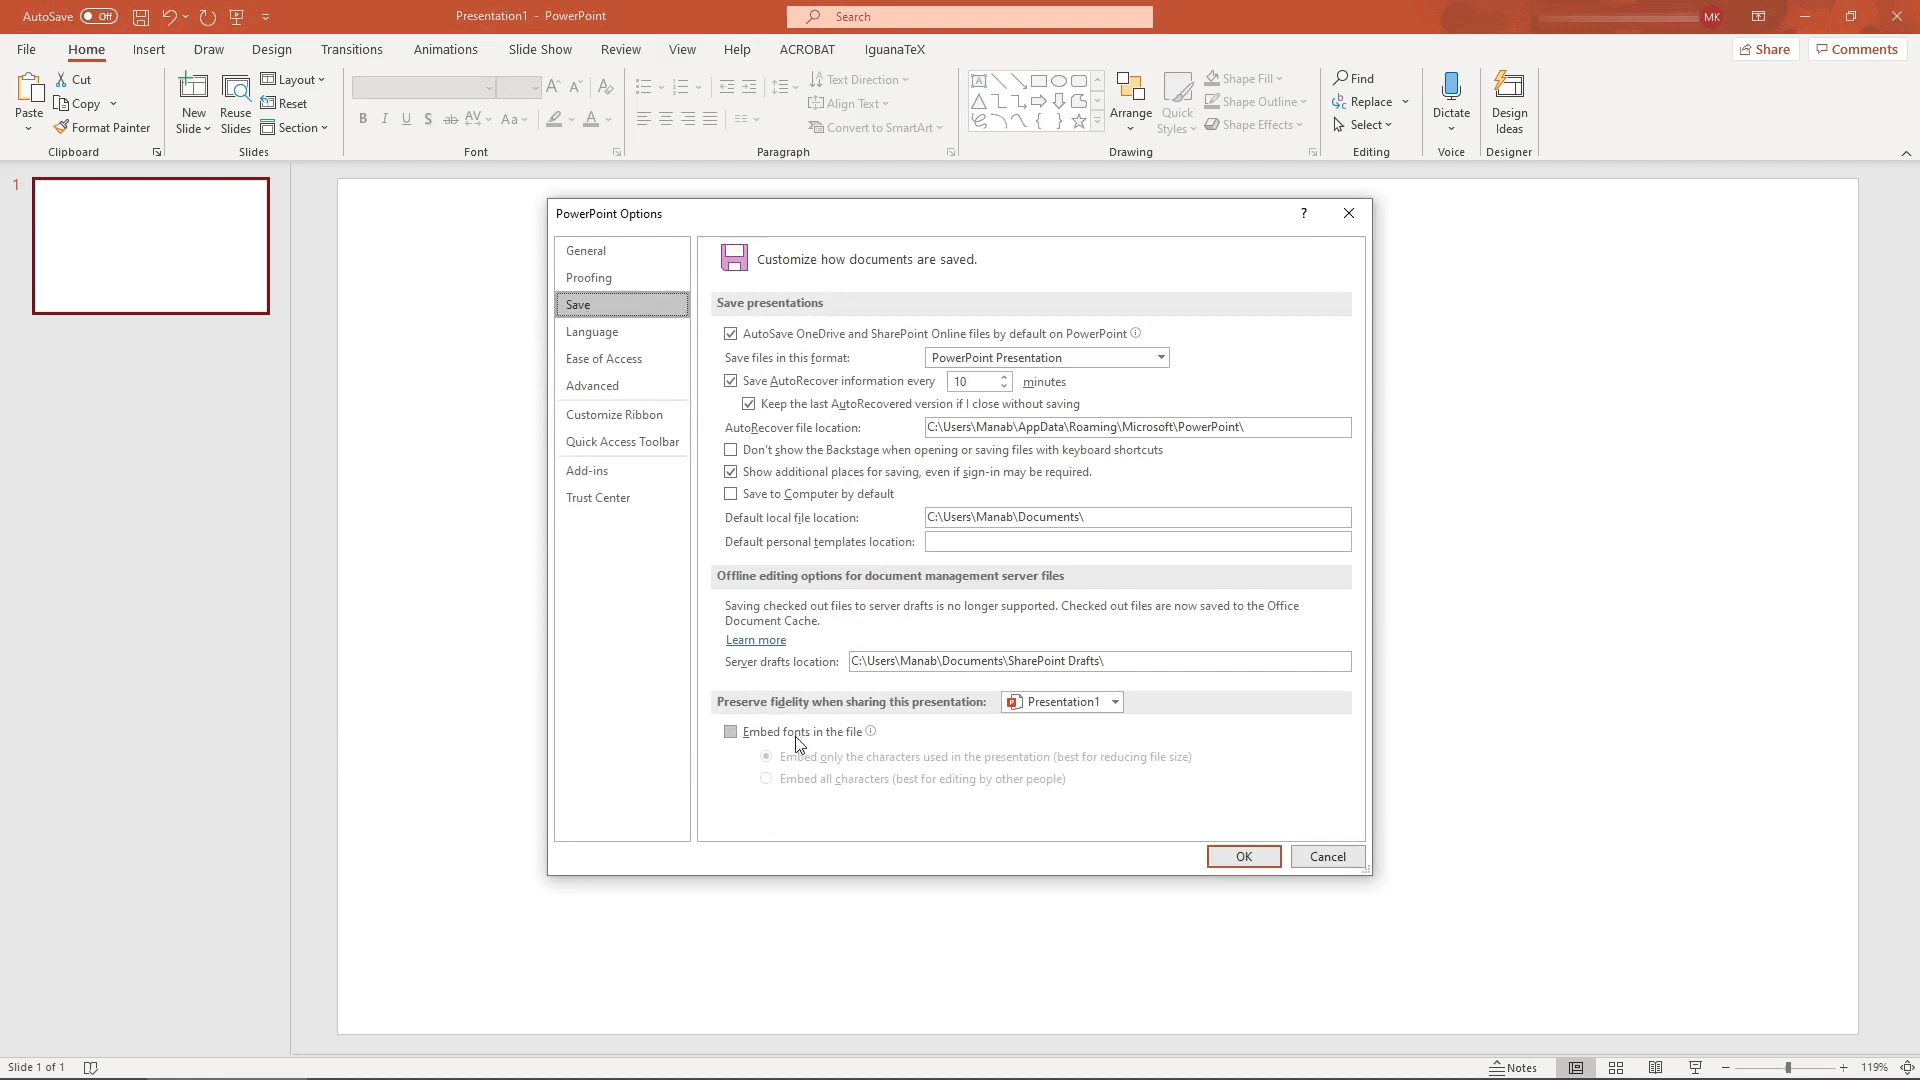 AutoSave Off Presentation1 - PowerPoint Search MK
File Home Insert Draw Design Transitions Animations Slide Show Review View Help ACROBAT IguanaTeX Share Comments
Paste Cut Copy Format Painter Clipboard
New Slide Reuse Slides Layout Reset Section Slides
B I U S ab AV Aa A Font
Text Direction Align Text Convert to SmartArt Paragraph
Arrange Quick Styles Shape Fill Shape Outline Shape Effects Drawing
Find Replace Select Editing
Dictate Voice
Design Ideas Designer
1
PowerPoint Options ?
General
Proofing
Save
Language
Ease of Access
Advanced
Customize Ribbon
Quick Access Toolbar
Add-ins
Trust Center
Customize how documents are saved.
Save presentations
AutoSave OneDrive and SharePoint Online files by default on PowerPoint
Save files in this format: PowerPoint Presentation
Save AutoRecover information every 10 minutes
Keep the last AutoRecovered version if I close without saving
AutoRecover file location: C:\Users\Manab\AppData\Roaming\Microsoft\PowerPoint\
Don't show the Backstage when opening or saving files with keyboard shortcuts
Show additional places for saving, even if sign-in may be required.
Save to Computer by default
Default local file location: C:\Users\Manab\Documents\
Default personal templates location:
Offline editing options for document management server files
Saving checked out files to server drafts is no longer supported. Checked out files are now saved to the Office
Document Cache.
Learn more
Server drafts location: C:\Users\Manab\Documents\SharePoint Drafts\
Preserve fidelity when sharing this presentation: Presentation1
Embed fonts in the file
Embed only the characters used in the presentation (best for reducing file size)
Embed all characters (best for editing by other people)
OK Cancel
Slide 1 of 1 Notes 119%